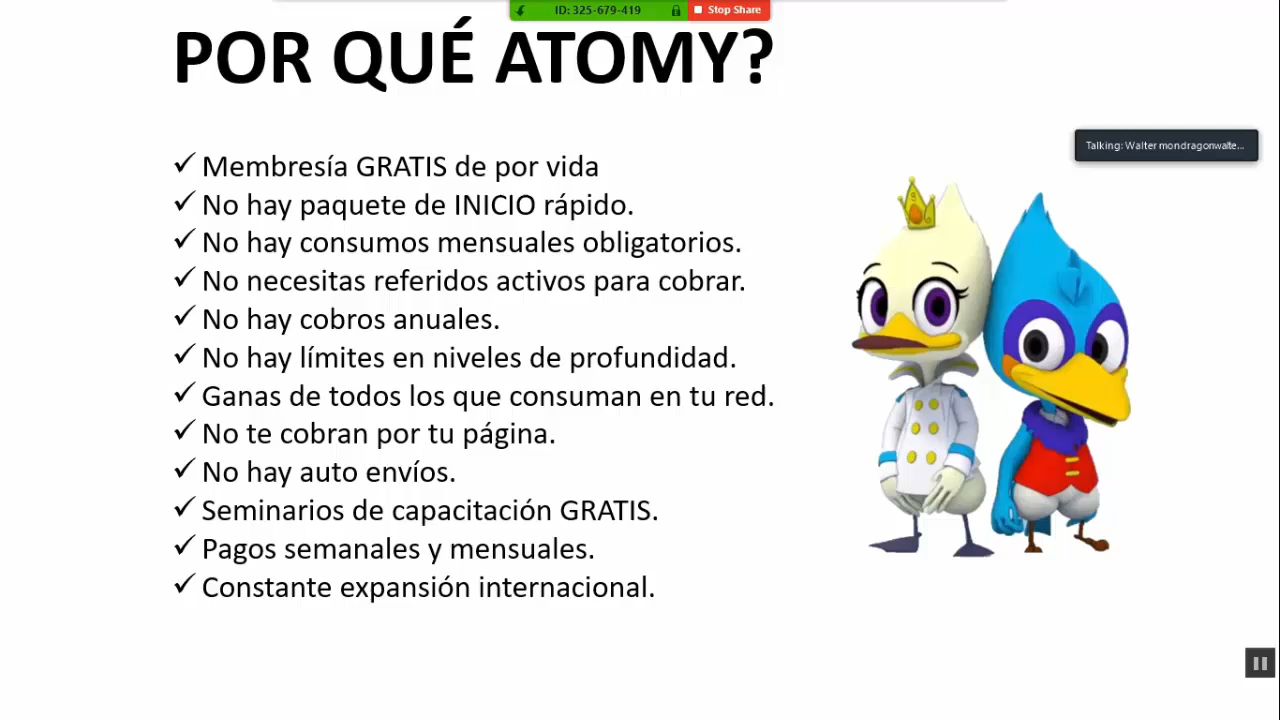 ID: 325-679-419
Stop Share
POR QUÉ ATOMY?
Talking: Walter mondragonwalte...
✓ Membresía GRATIS de por vida
✓ No hay paquete de INICIO rápido.
✓ No hay consumos mensuales obligatorios.
✓ No necesitas referidos activos para cobrar.
✓ No hay cobros anuales.
✓ No hay límites en niveles de profundidad.
✓ Ganas de todos los que consuman en tu red.
✓ No te cobran por tu página.
✓ No hay auto envíos.
✓ Seminarios de capacitación GRATIS.
✓ Pagos semanales y mensuales.
✓ Constante expansión internacional.